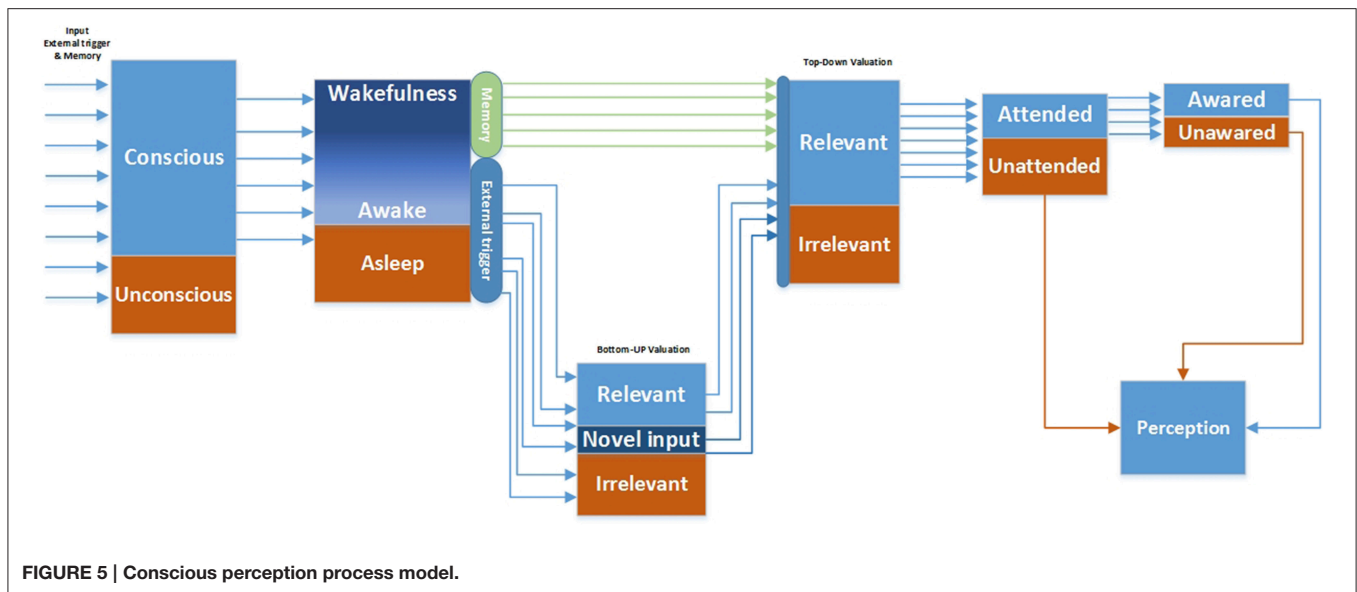 Input
External trigger
& Memory
Conscious
Unconscious
Wakefulness
Awake
Asleep
Memory
External trigger
Bottom-UP Valuation
Relevant
Novel input
Irrelevant
Top-Down Valuation
Relevant
Irrelevant
Attended
Unattended
Awared
Unawared
Perception
FIGURE 5 | Conscious perception process model.